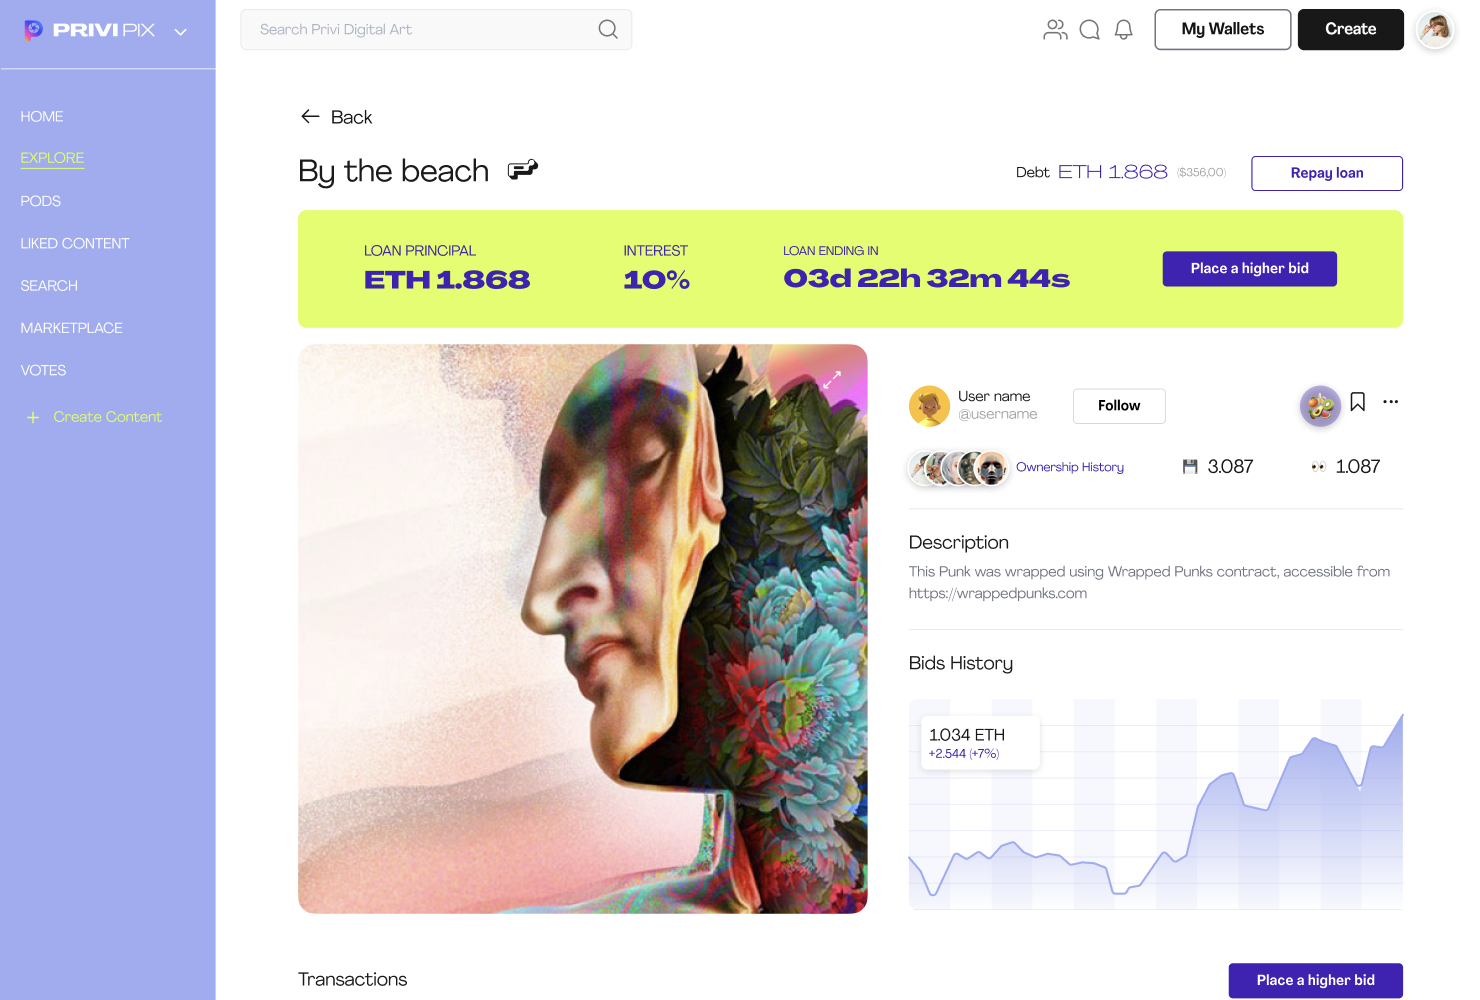 PRIVI PIX
Search Privi Digital Art
My Wallets
Create
HOME
EXPLORE
PODS
LIKED CONTENT
SEARCH
MARKETPLACE
VOTES
+ Create Content
← Back
By the beach
Debt ETH 1.868 ($356,00)
Repay loan
LOAN PRINCIPAL
ETH 1.868
INTEREST
10%
LOAN ENDING IN
03d 22h 32m 44s
Place a higher bid
User name
@username
Follow
Ownership History
3.087
1.087
Description
This Punk was wrapped using Wrapped Punks contract, accessible from
https://wrappedpunks.com
Bids History
1.034 ETH
+2.544 (+7%)
Transactions
Place a higher bid